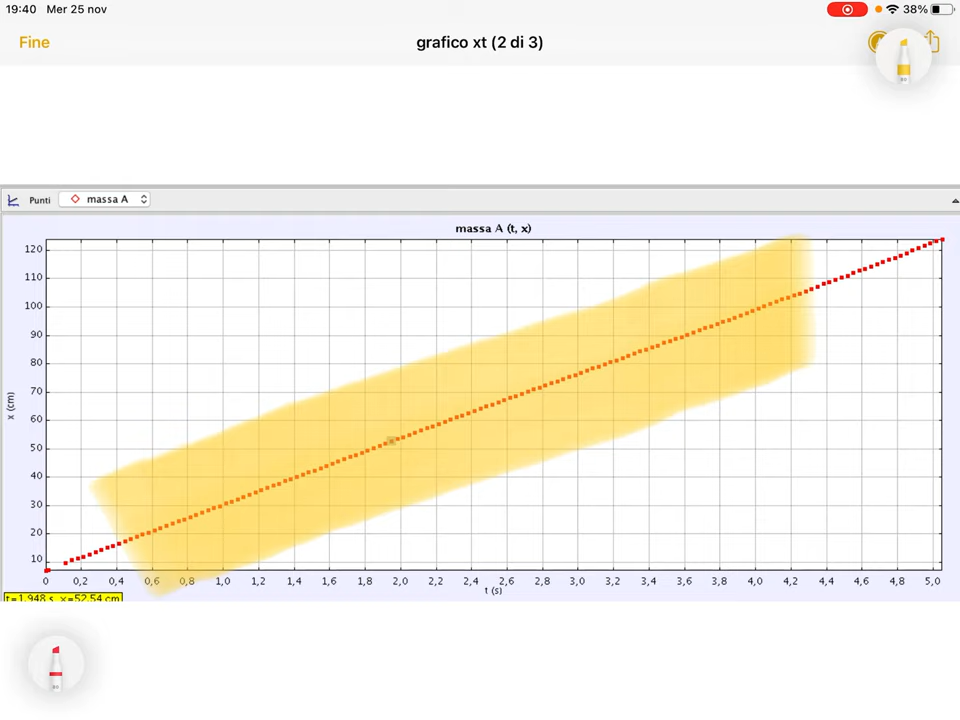 19:40 Mer 25 nov 38%
Fine grafico xt (2 di 3)
Punti massa A
massa A (t, x)
120
110
100
90
80
70
60
50
40
30
20
10
x (cm)
0 0,2 0,4 0,6 0,8 1,0 1,2 1,4 1,6 1,8 2,0 2,2 2,4 2,6 2,8 3,0 3,2 3,4 3,6 3,8 4,0 4,2 4,4 4,6 4,8 5,0
t (s)
t=1,948 s x=52,54 cm